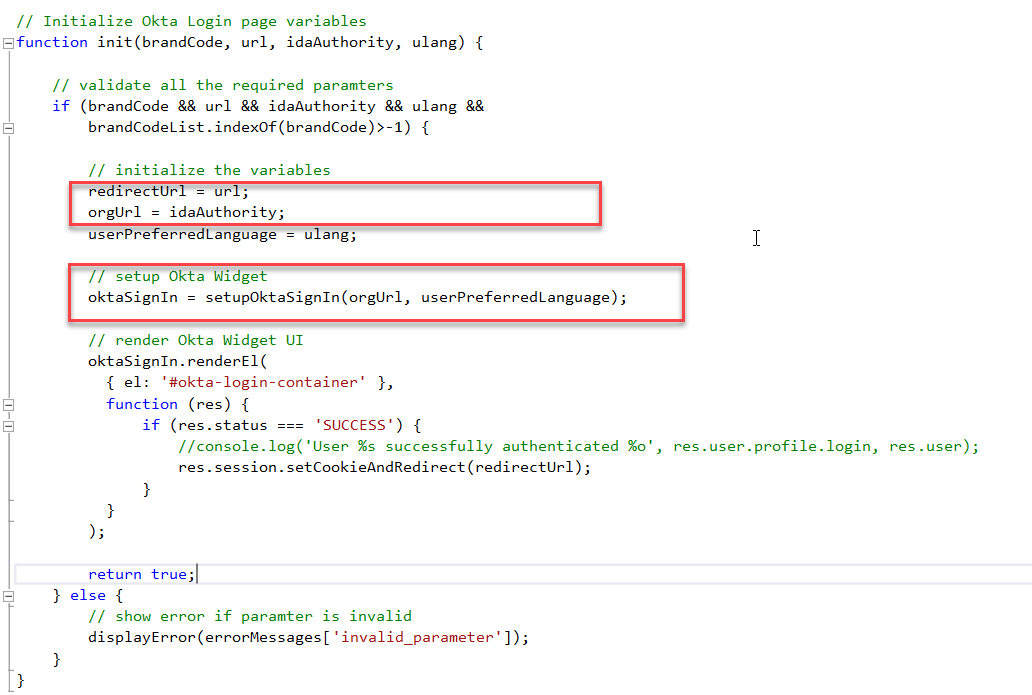 // Initialize Okta Login page variables
function init(brandCode, url, idaAuthority, ulang) {
// validate all the required paramters
if (brandCode && url && idaAuthority && ulang &&
brandCodeList.indexOf(brandCode)>-1) {
// initialize the variables
redirectUrl = url;
orgUrl = idaAuthority;
userPreferredLanguage = ulang;
// setup Okta Widget
oktaSignIn = setupOktaSignIn(orgUrl, userPreferredLanguage);
// render Okta Widget UI
oktaSignIn.renderEl(
{ el: '#okta-login-container' },
function (res) {
if (res.status === 'SUCCESS') {
//console.log('User %s successfully authenticated %o', res.user.profile.login, res.user);
res.session.setCookieAndRedirect(redirectUrl);
}
}
);
return true;
} else {
// show error if paramter is invalid
displayError(errorMessages['invalid_parameter']);
}
}